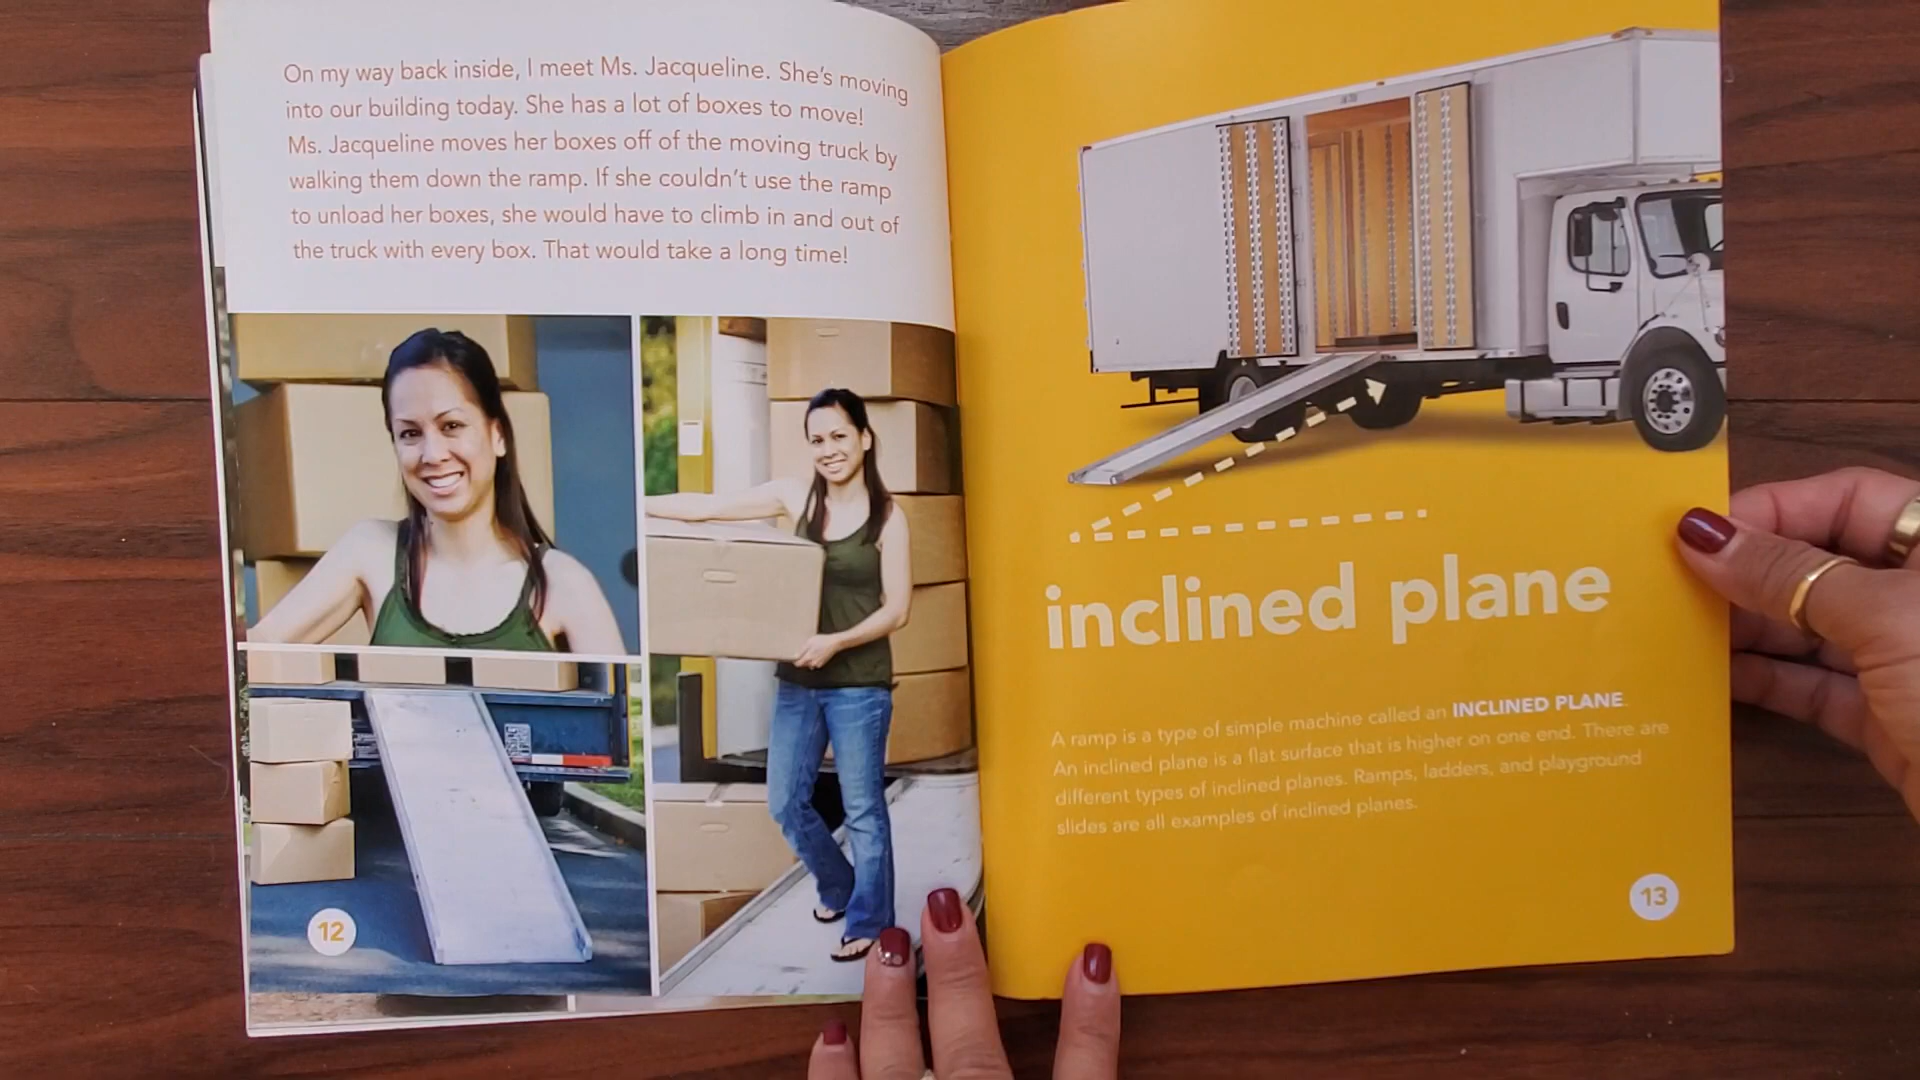 On my way back inside, I meet Ms. Jacqueline. She's moving
into our building today. She has a lot of boxes to move!
Ms. Jacqueline moves her boxes off of the moving truck by
walking them down the ramp. If she couldn't use the ramp
to unload her boxes, she would have to climb in and out of
the truck with every box. That would take a long time!
12
inclined plane
A ramp is a type of simple machine called an INCLINED PLANE.
An inclined plane is a flat surface that is higher on one end. There are
different types of inclined planes. Ramps, ladders, and playground
slides are all examples of inclined planes.
13